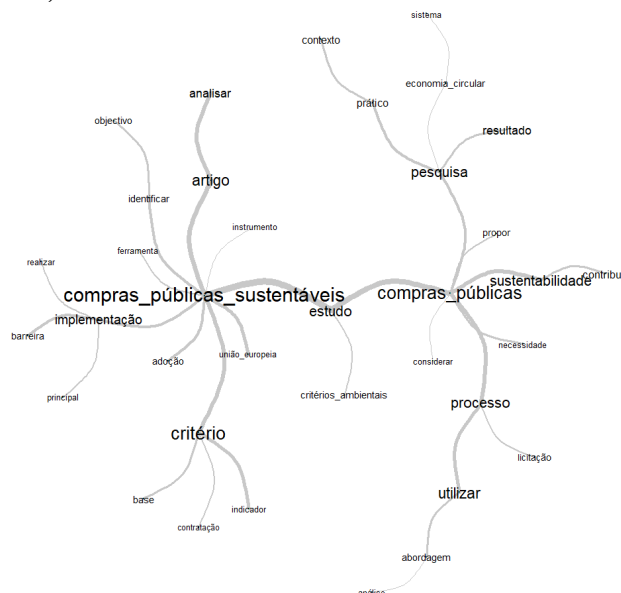 sistema
contexto
economia_circular
analisar
prático
objectivo
resultado
pesquisa
artigo
identificar
instrumento
propor
ferramenta
realizar
sustentabilidade
contribu
compras_públicas_sustentáveis
compras_públicas
estudo
implementação
barreira
necessidade
união_europeia
adoção
considerar
principal
critérios_ambientais
processo
critério
licitação
utilizar
base
indicador
contratação
abordagem